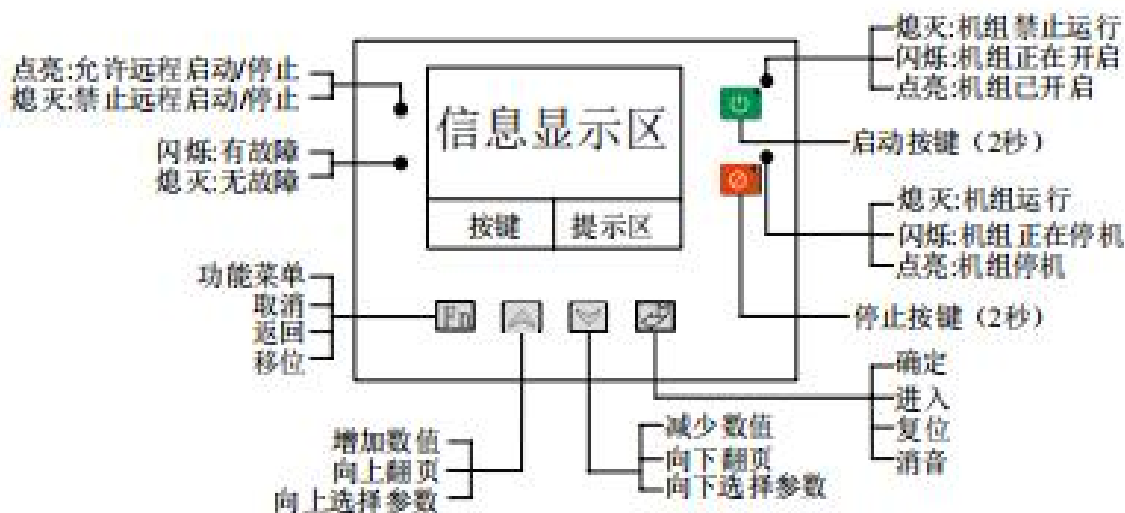 点亮:允许远程启动/停止
熄灭:禁止远程启动/停止
闪烁:有故障
熄灭:无故障
信息显示区
按键
提示区
熄灭:机组禁止运行
闪烁:机组正在开启
点亮:机组已开启
启动按键（2秒）
熄灭:机组运行
闪烁:机组正在停机
点亮:机组停机
停止按键（2秒）
功能菜单
取消
返回
移位
Fn
增加数值
向上翻页
向上选择参数
减少数值
向下翻页
向下选择参数
确定
进入
复位
消音